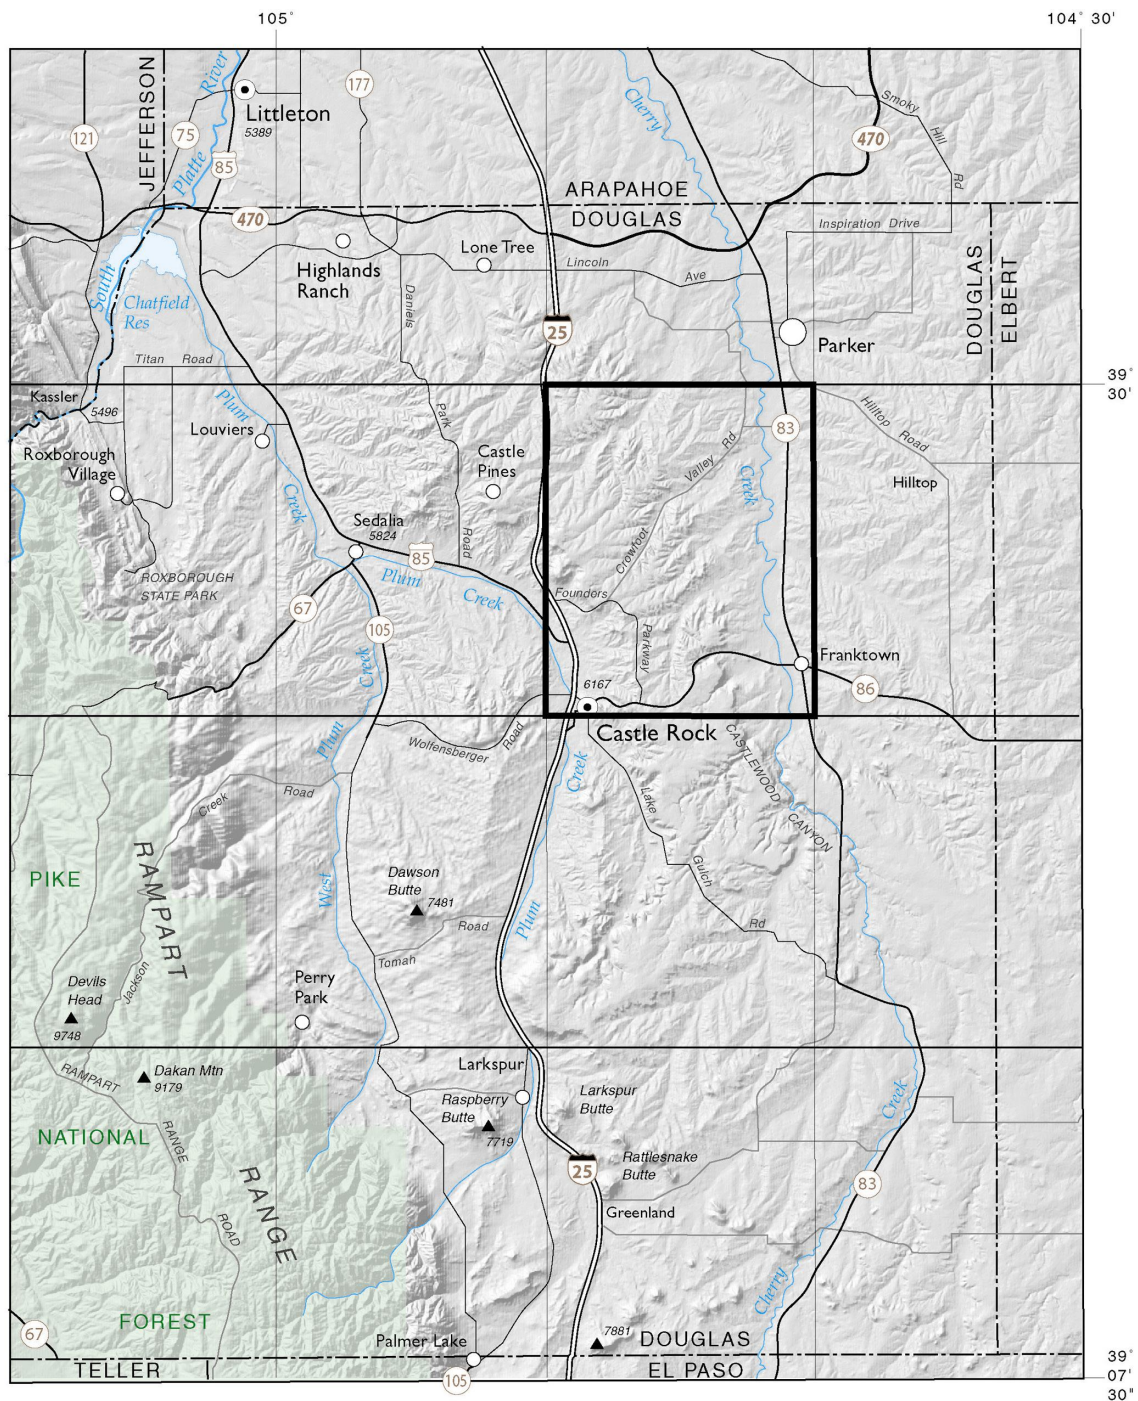 105°
104° 30'
JEFFERSON
River
177
Littleton
5389
Cherry
Smoky
Hill
Rd
121
75
85
470
Platte
ARAPAHOE
DOUGLAS
470
Inspiration Drive
Highlands
Ranch
Lone Tree
Lincoln
Ave
DOUGLAS
ELBERT
South
Chatfield
Res
Daniels
25
Parker
Titan Road
39°
30'
Kassler
5496
Plum
Louviers
Park
83
Hilltop
Road
Roxborough
Village
Castle
Pines
Valley Rd
Creek
Hilltop
Creek
Sedalia
5824
Road
Crowfoot
85
Plum
Creek
ROXBOROUGH
STATE PARK
67
105
Founders
Parkway
Creek
Franktown
86
6167
Castle Rock
Plum
Wolfensberger
Road
CASTLEWOOD
CANYON
Creek
Creek
Road
Lake
Gulch
Rd
RAMPART
PIKE
West
Dawson
Butte
7481
Road
Plum
Tomah
Jackson
Devils
Head
9748
Perry
Park
RAMPART
Dakan Mtn
9179
Larkspur
Raspberry
Butte
7719
Larkspur
Butte
Creek
NATIONAL
RANGE
RANGE
Rattlesnake
Butte
25
83
ROAD
Greenland
Cherry
FOREST
67
Palmer Lake
7881
DOUGLAS
TELLER
EL PASO
105
39°
07'
30"